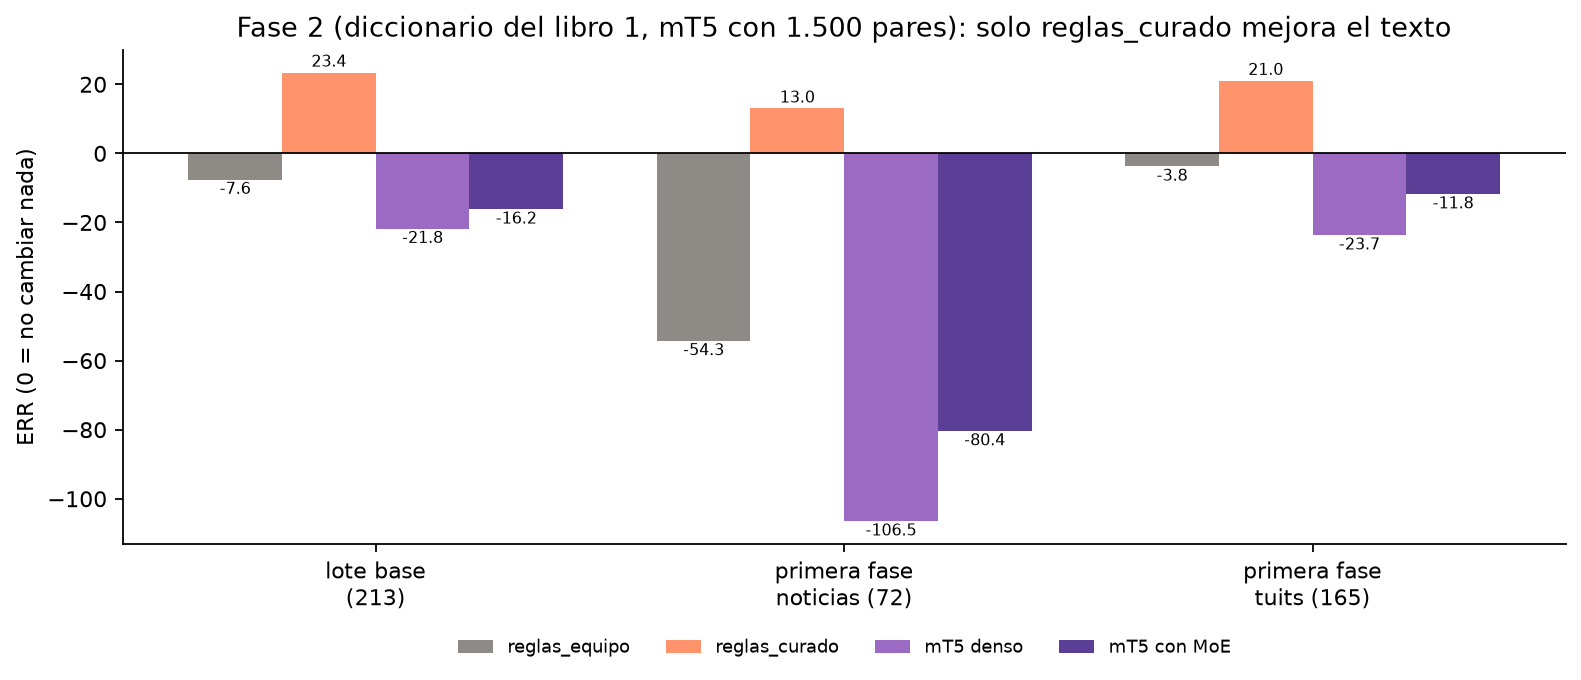 Fase 2 (diccionario del libro 1, mT5 con 1.500 pares): solo reglas_curado mejora el texto
ERR (0 = no cambiar nada)
20
0
−20
−40
−60
−80
−100
-7.6
23.4
-21.8
-16.2
-54.3
13.0
-106.5
-80.4
-3.8
21.0
-23.7
-11.8
lote base
(213)
primera fase
noticias (72)
primera fase
tuits (165)
reglas_equipo
reglas_curado
mT5 denso
mT5 con MoE